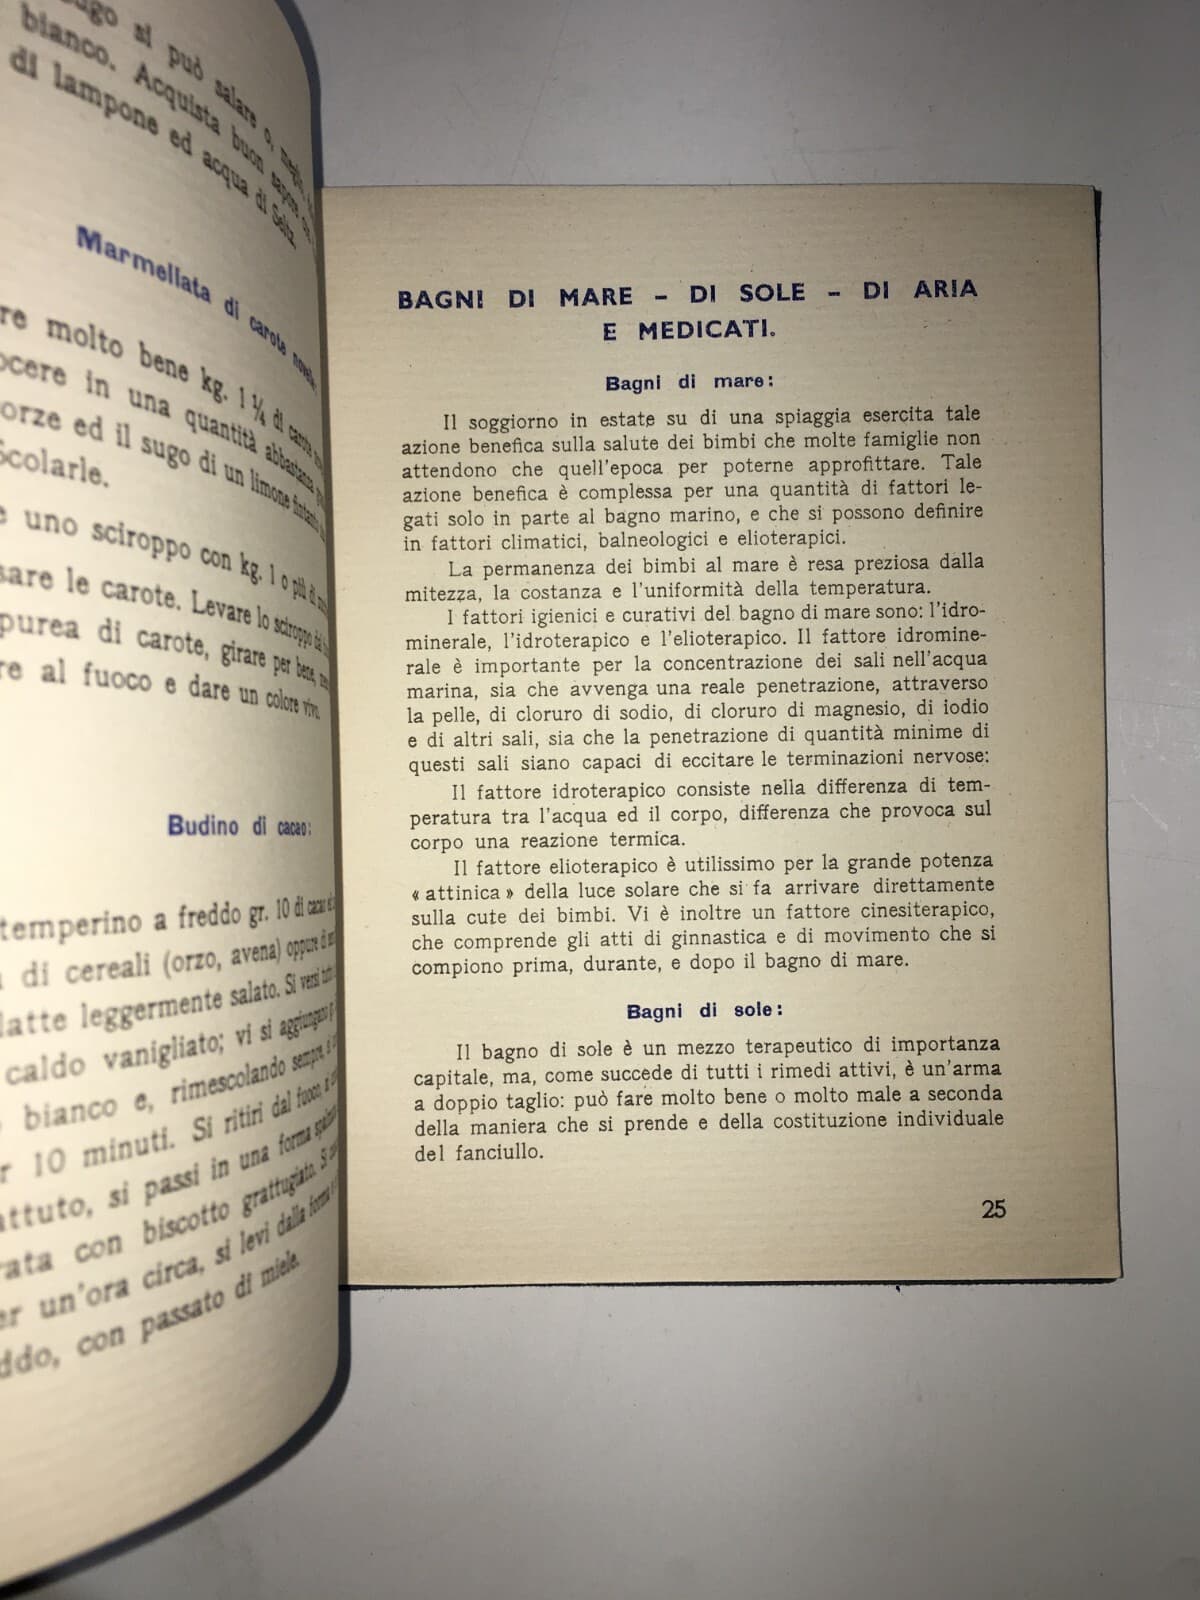 si può salare o,
bianco. Acquista buon sapore
di lampone ed acqua di Seltz.
Marmellata di carote novelle:
molto bene kg. 1 ¼ di carote
in una quantità abbastanza
ed il sugo di un limone fintanto
Scolarle.
uno sciroppo con kg. 1 o più di
le carote. Levare lo sciroppo dal
purea di carote, girare per bene,
al fuoco e dare un colore vivo.
Budino di cacao:
temperino a freddo gr. 10 di cacao
di cereali (orzo, avena) oppure di
latte leggermente salato. Si versi
caldo vanigliato; vi si aggiungano
bianco e, rimescolando sempre,
10 minuti. Si ritiri dal fuoco,
si passi in una forma
con biscotto grattugiato. Si
un'ora circa, si levi dalla forma
con passato di miele.
BAGNI DI MARE – DI SOLE – DI ARIA
E MEDICATI.
Bagni di mare:
Il soggiorno in estate su di una spiaggia esercita tale
azione benefica sulla salute dei bimbi che molte famiglie non
attendono che quell'epoca per poterne approfittare. Tale
azione benefica è complessa per una quantità di fattori le-
gati solo in parte al bagno marino, e che si possono definire
in fattori climatici, balneologici e elioterapici.
La permanenza dei bimbi al mare è resa preziosa dalla
mitezza, la costanza e l'uniformità della temperatura.
I fattori igienici e curativi del bagno di mare sono: l'idro-
minerale, l'idroterapico e l'elioterapico. Il fattore idromine-
rale è importante per la concentrazione dei sali nell'acqua
marina, sia che avvenga una reale penetrazione, attraverso
la pelle, di cloruro di sodio, di cloruro di magnesio, di iodio
e di altri sali, sia che la penetrazione di quantità minime di
questi sali siano capaci di eccitare le terminazioni nervose:
Il fattore idroterapico consiste nella differenza di tem-
peratura tra l'acqua ed il corpo, differenza che provoca sul
corpo una reazione termica.
Il fattore elioterapico è utilissimo per la grande potenza
« attinica » della luce solare che si fa arrivare direttamente
sulla cute dei bimbi. Vi è inoltre un fattore cinesiterapico,
che comprende gli atti di ginnastica e di movimento che si
compiono prima, durante, e dopo il bagno di mare.
Bagni di sole:
Il bagno di sole è un mezzo terapeutico di importanza
capitale, ma, come succede di tutti i rimedi attivi, è un'arma
a doppio taglio: può fare molto bene o molto male a seconda
della maniera che si prende e della costituzione individuale
del fanciullo.
25